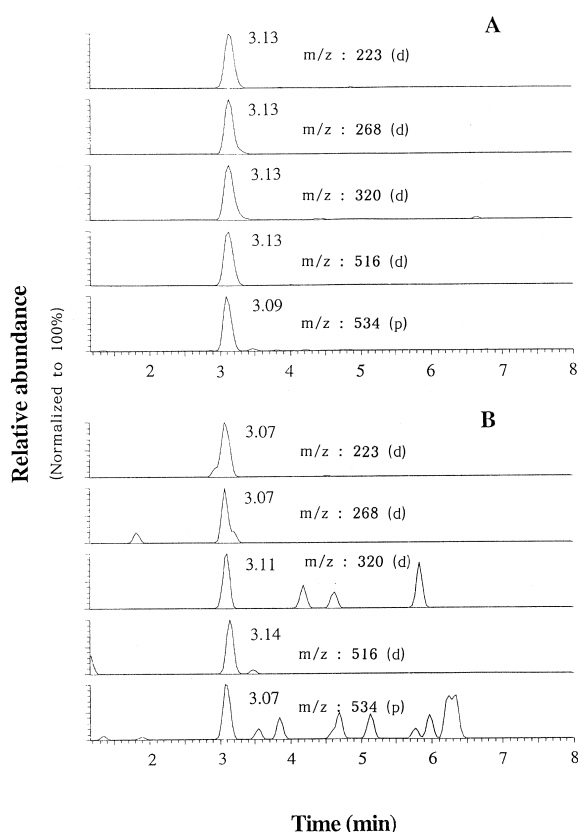 A
3.13
m/z : 223 (d)
3.13
m/z : 268 (d)
3.13
m/z : 320 (d)
3.13
m/z : 516 (d)
3.09
m/z : 534 (p)
2 3 4 5 6 7 8
Relative abundance
(Normalized to 100%)
B
3.07
m/z : 223 (d)
3.07
m/z : 268 (d)
3.11
m/z : 320 (d)
3.14
m/z : 516 (d)
3.07
m/z : 534 (p)
2 3 4 5 6 7 8
Time (min)